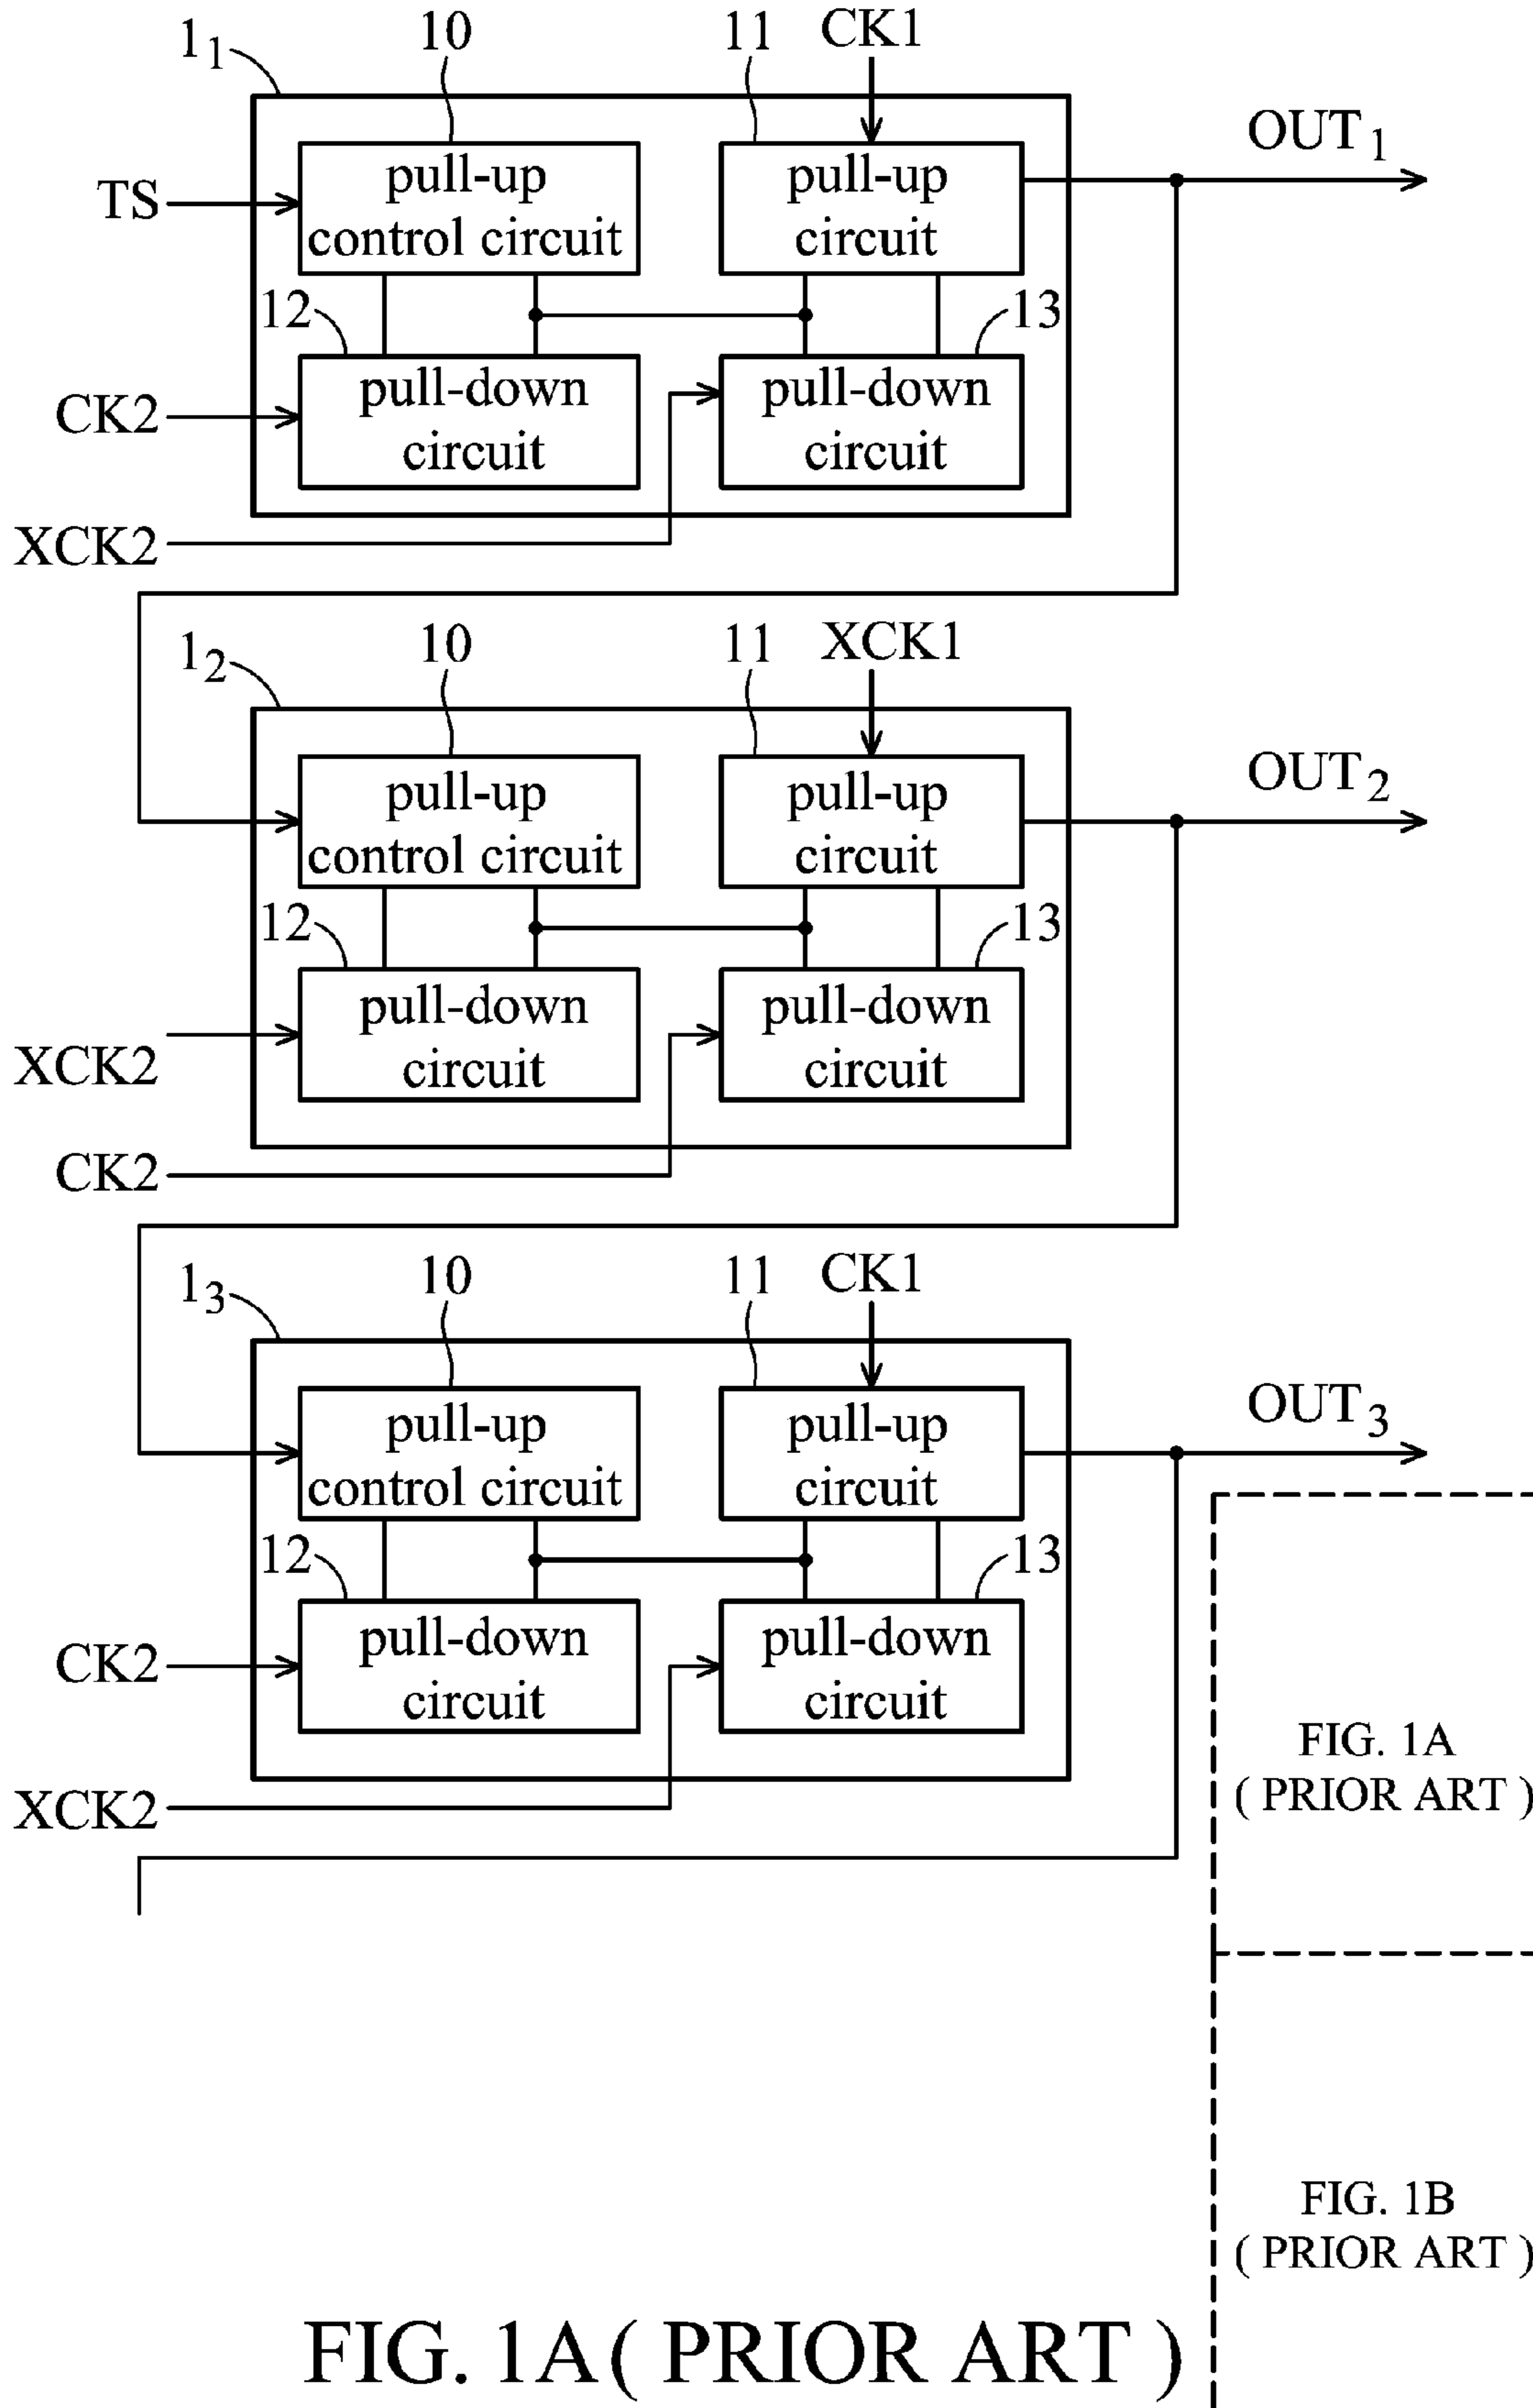 1₁
10
11
CK1
OUT₁
TS
pull-up
control circuit
pull-up
circuit
12
13
CK2
pull-down
circuit
pull-down
circuit
XCK2
1₂
10
11
XCK1
OUT₂
pull-up
control circuit
pull-up
circuit
12
13
XCK2
pull-down
circuit
pull-down
circuit
CK2
1₃
10
11
CK1
OUT₃
pull-up
control circuit
pull-up
circuit
12
13
CK2
pull-down
circuit
pull-down
circuit
XCK2
FIG. 1A
( PRIOR ART )
FIG. 1B
( PRIOR ART )
FIG. 1A ( PRIOR ART )